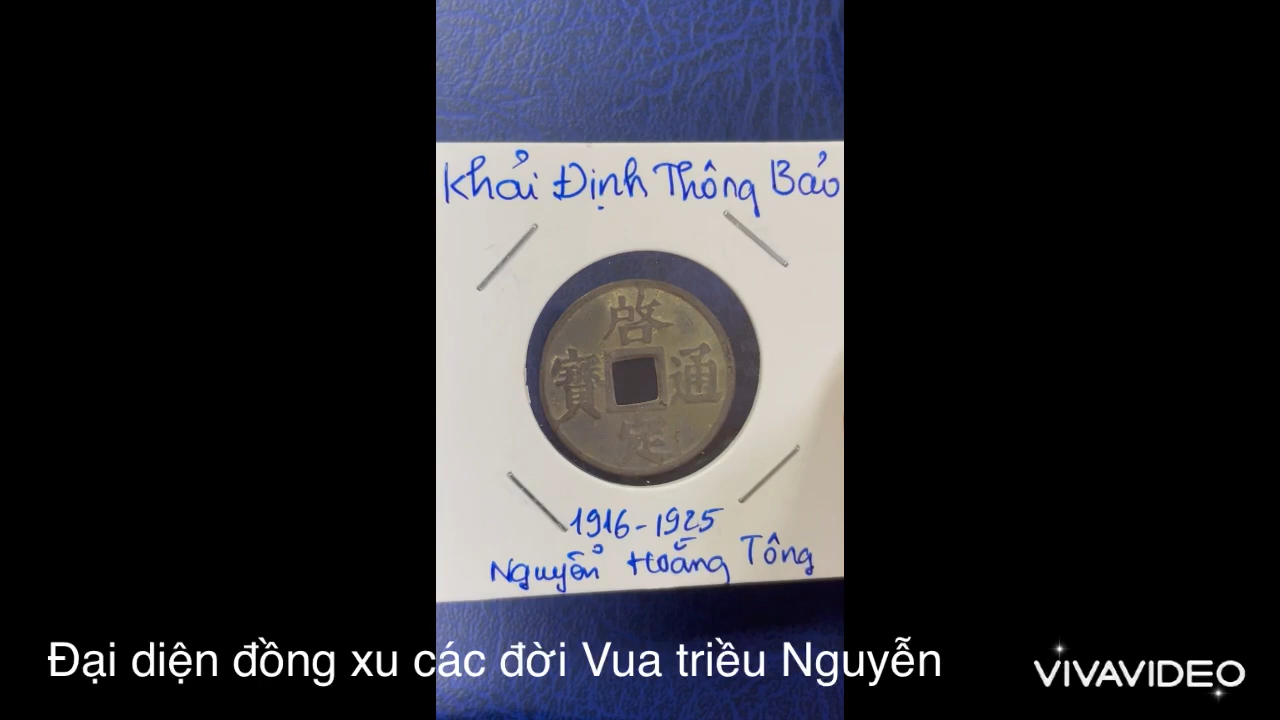 Khải Định Thông Bảo
啓
寶 通
定
1916-1925
Nguyển Hoằng Tông
Đại diện đồng xu các đời Vua triều Nguyễn
VIVAVIDEO